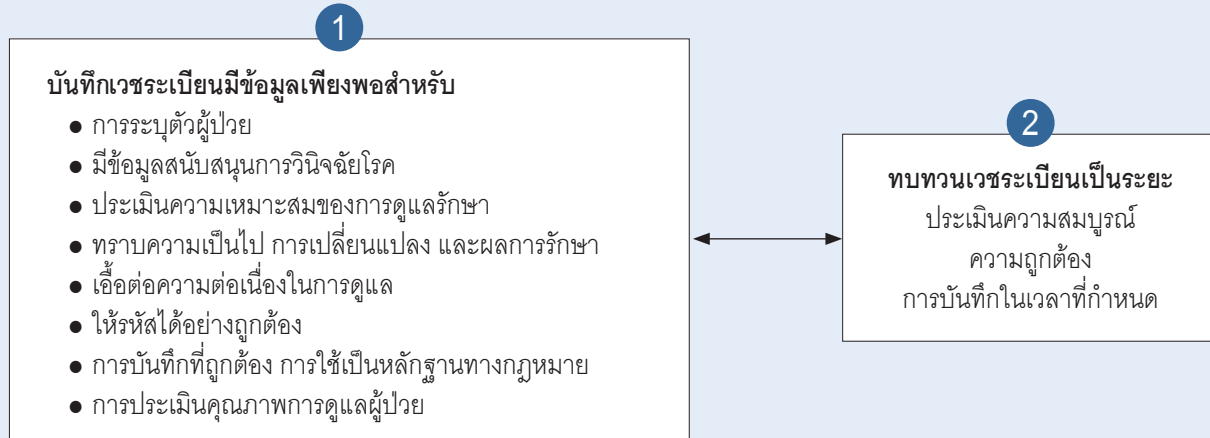 1
บันทึกเวชระเบียนมีข้อมูลเพียงพอสำหรับ
● การระบุตัวผู้ป่วย
● มีข้อมูลสนับสนุนการวินิจฉัยโรค
● ประเมินความเหมาะสมของการดูแลรักษา
● ทราบความเป็นไป การเปลี่ยนแปลง และผลการรักษา
● เอื้อต่อความต่อเนื่องในการดูแล
● ให้รหัสได้อย่างถูกต้อง
● การบันทึกที่ถูกต้อง การใช้เป็นหลักฐานทางกฎหมาย
● การประเมินคุณภาพการดูแลผู้ป่วย
2
ทบทวนเวชระเบียนเป็นระยะ
ประเมินความสมบูรณ์
ความถูกต้อง
การบันทึกในเวลาที่กำหนด